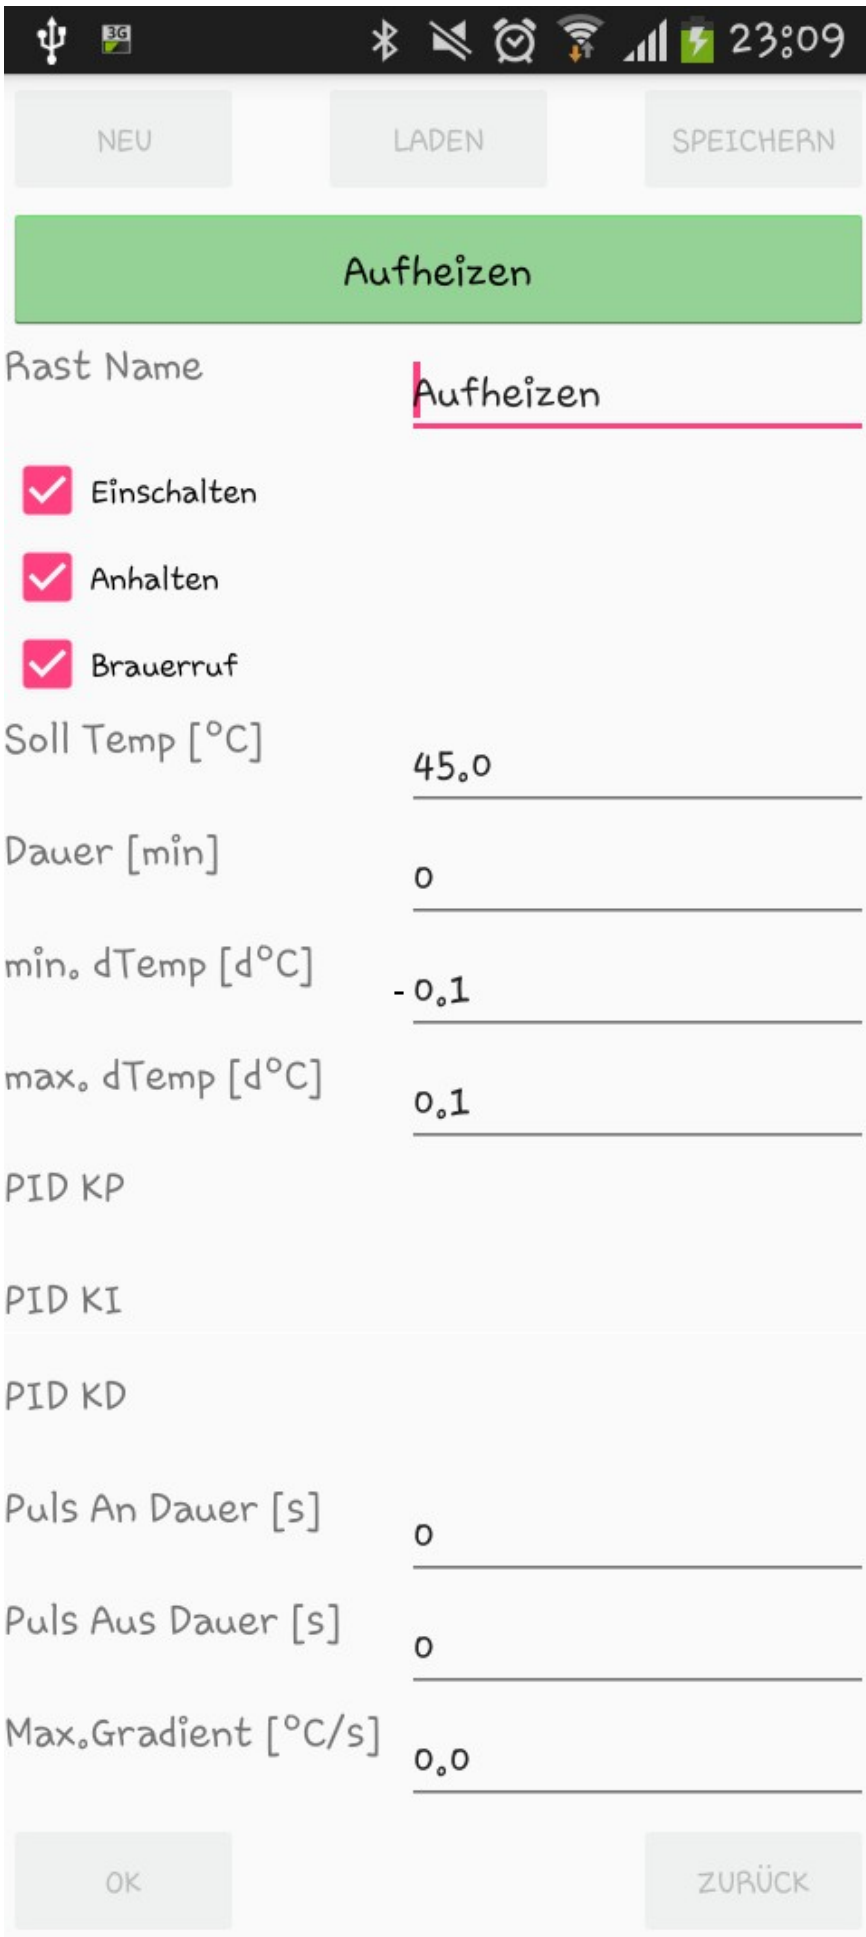 3G 23:09
NEU LADEN SPEICHERN
Aufheizen
Rast Name Aufheizen
Einschalten
Anhalten
Brauerruf
Soll Temp [°C] 45.0
Dauer [min] 0
min. dTemp [d°C] -0.1
max. dTemp [d°C] 0.1
PID KP
PID KI
PID KD
Puls An Dauer [s] 0
Puls Aus Dauer [s] 0
Max.Gradient [°C/s] 0.0
OK ZURÜCK